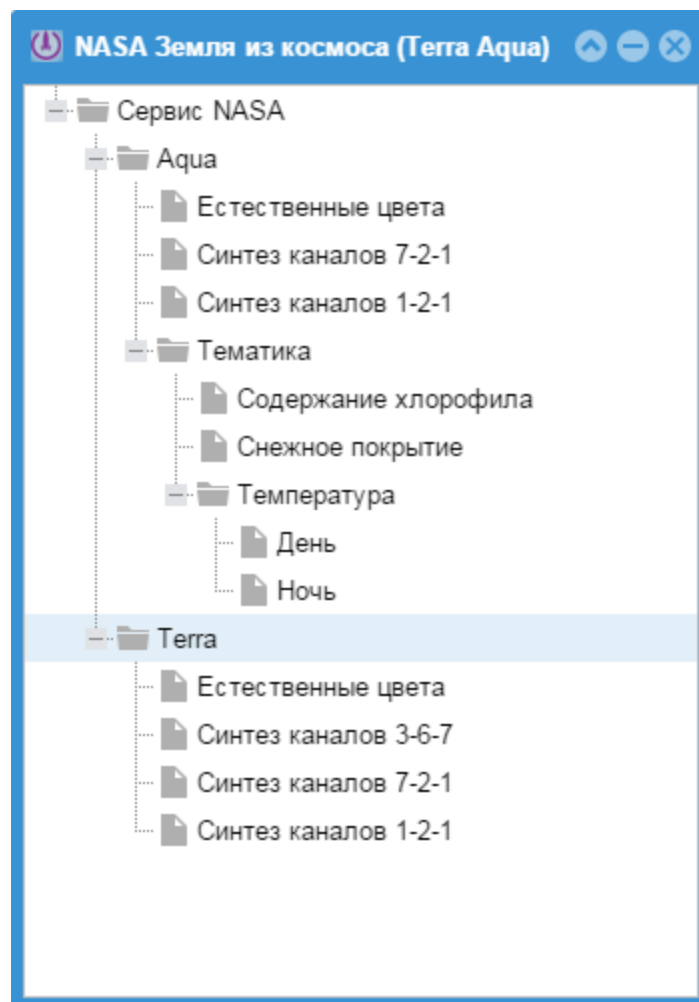 NASA Земля из космоса (Terra Aqua)
Сервис NASA
Aqua
Естественные цвета
Синтез каналов 7-2-1
Синтез каналов 1-2-1
Тематика
Содержание хлорофила
Снежное покрытие
Температура
День
Ночь
Terra
Естественные цвета
Синтез каналов 3-6-7
Синтез каналов 7-2-1
Синтез каналов 1-2-1